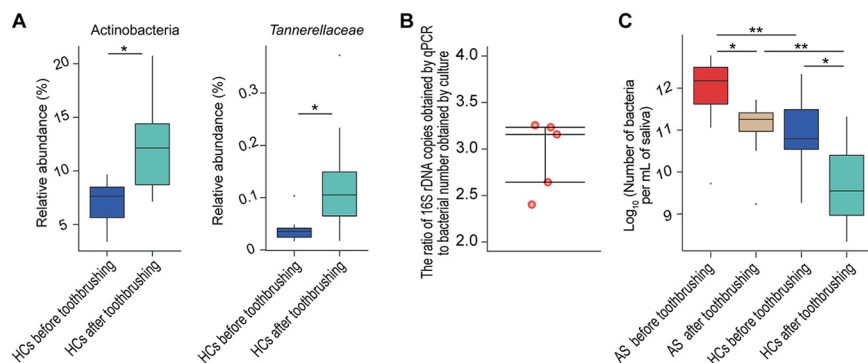 A
Actinobacteria
*
Relative abundance (%)
20
15
10
5
HCs before toothbrushing
HCs after toothbrushing
Tannerellaceae
*
Relative abundance (%)
0.3
0.2
0.1
0
HCs before toothbrushing
HCs after toothbrushing
B
The ratio of 16S rDNA copies obtained by qPCR
to bacterial number obtained by culture
4.0
3.5
3.0
2.5
2.0
C
**
* **
*
Log10 (Number of bacteria
per mL of saliva)
12
11
10
9
AS before toothbrushing
AS after toothbrushing
HCs before toothbrushing
HCs after toothbrushing